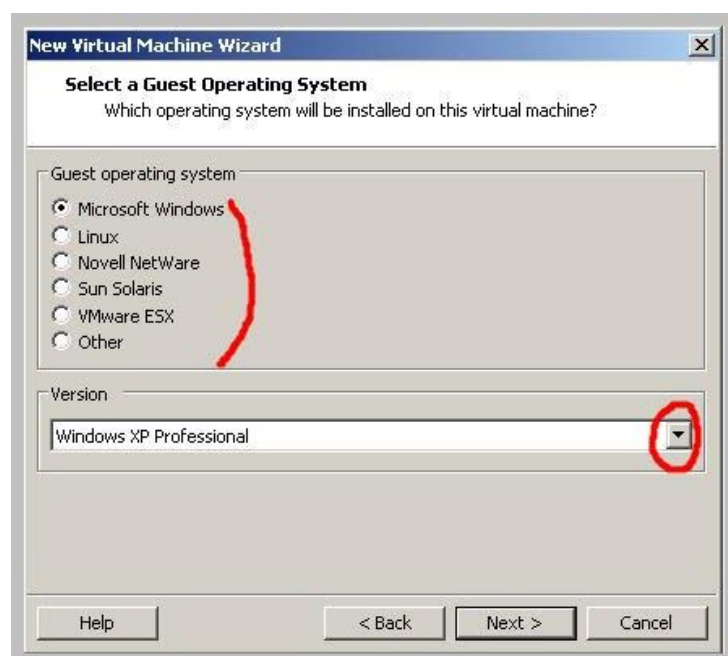 New Virtual Machine Wizard
Select a Guest Operating System
Which operating system will be installed on this virtual machine?
Guest operating system
Microsoft Windows
Linux
Novell NetWare
Sun Solaris
VMware ESX
Other
Version
Windows XP Professional
Help
< Back
Next >
Cancel